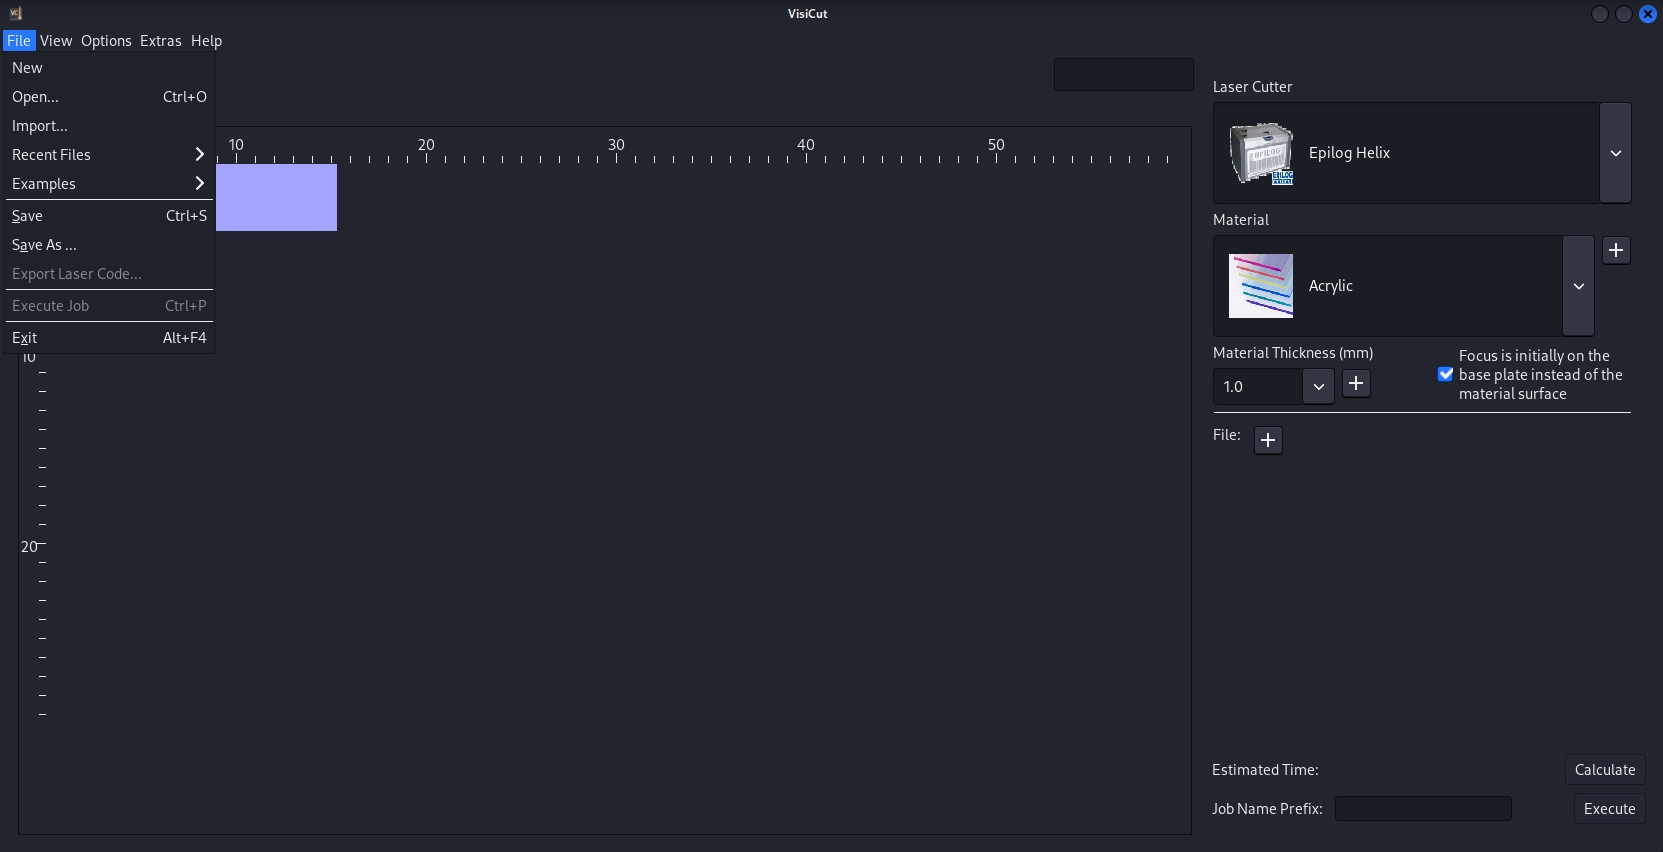 VisiCut
File View Options Extras Help
New
Open... Ctrl+O
Import...
Recent Files
Examples
Save Ctrl+S
Save As ...
Export Laser Code...
Execute Job Ctrl+P
Exit Alt+F4
10 20 30 40 50
10
20
Laser Cutter
Epilog Helix
Material
Acrylic
Material Thickness (mm)
1.0
Focus is initially on the
base plate instead of the
material surface
File:
Estimated Time: Calculate
Job Name Prefix: Execute